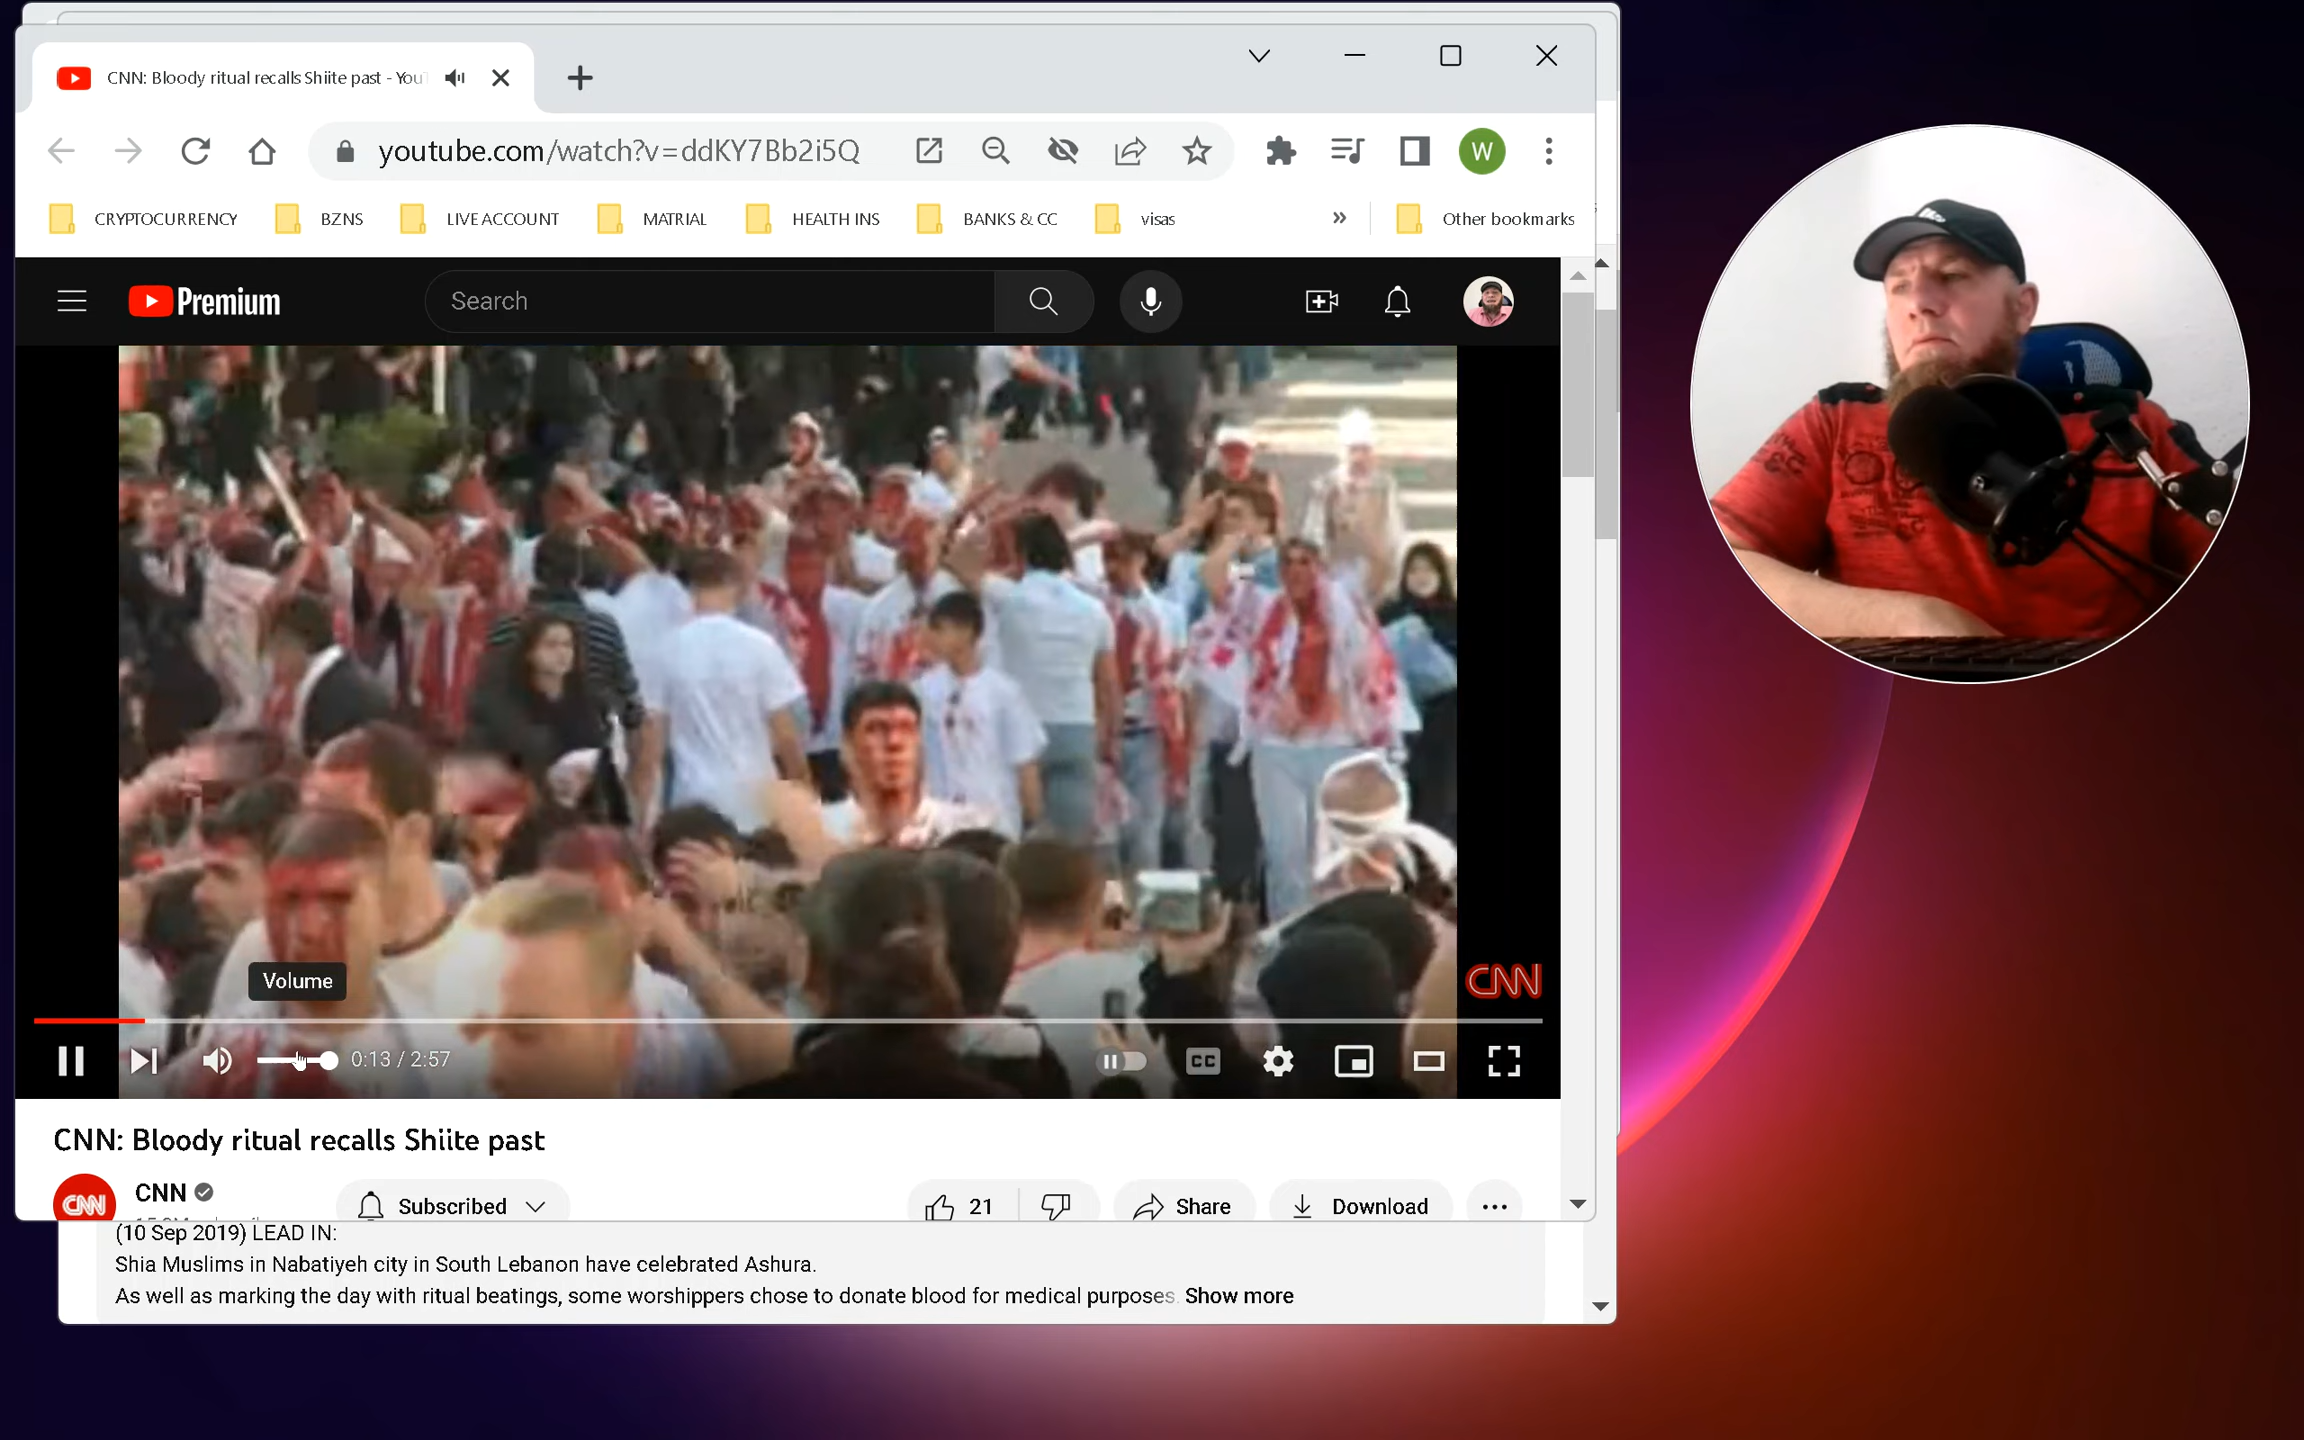 CNN: Bloody ritual recalls Shiite past - You
youtube.com/watch?v=ddKY7Bb2i5Q
W
CRYPTOCURRENCY BZNS LIVE ACCOUNT MATRIAL HEALTH INS BANKS & CC visas » Other bookmarks
Premium Search
CNN
Volume
0:13 / 2:57
CC
CNN: Bloody ritual recalls Shiite past
CNN CNN Subscribed 21 Share Download
(10 Sep 2019) LEAD IN:
Shia Muslims in Nabatiyeh city in South Lebanon have celebrated Ashura.
As well as marking the day with ritual beatings, some worshippers chose to donate blood for medical purposes. Show more